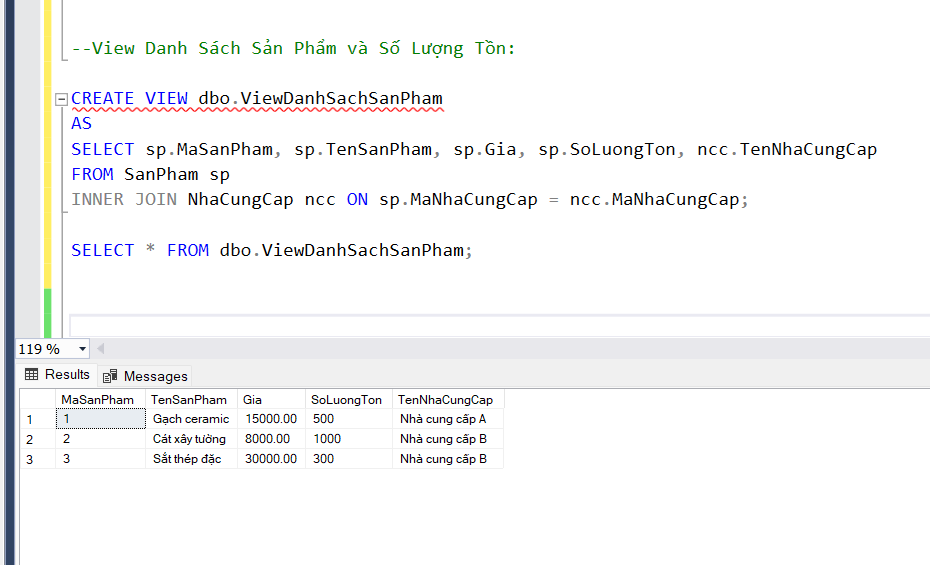 --View Danh Sách Sản Phẩm và Số Lượng Tồn:
CREATE VIEW dbo.ViewDanhSachSanPham
AS
SELECT sp.MaSanPham, sp.TenSanPham, sp.Gia, sp.SoLuongTon, ncc.TenNhaCungCap
FROM SanPham sp
INNER JOIN NhaCungCap ncc ON sp.MaNhaCungCap = ncc.MaNhaCungCap;
SELECT * FROM dbo.ViewDanhSachSanPham;
119 %
Results Messages
MaSanPham TenSanPham Gia SoLuongTon TenNhaCungCap
1 1 Gạch ceramic 15000.00 500 Nhà cung cấp A
2 2 Cát xây tường 8000.00 1000 Nhà cung cấp B
3 3 Sắt thép đặc 30000.00 300 Nhà cung cấp B